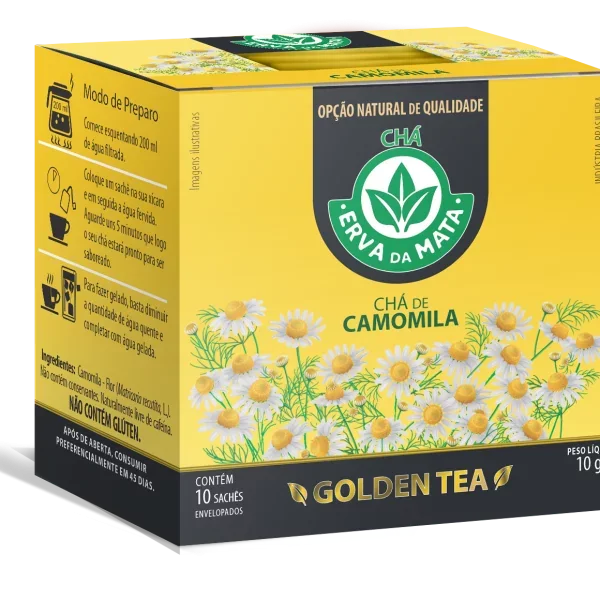 CHÁ DE
CAMOMILA
ERVA DA MATA
Modo de Preparo
200 ml
Comece esquentando 200 ml
de água filtrada.
Coloque um sachê na sua xícara
e em seguida a água fervida.
Aguarde uns 5 minutos que logo
o seu chá estará pronto para ser
saboreado.
Para fazer gelado, basta diminuir
a quantidade de água quente e
completar com água gelada.
Ingredientes: Camomila - Flor (Matricaria recutita, L.).
Não contém conservantes. Naturalmente livre de cafeína.
NÃO CONTÉM GLÚTEN.
APÓS DE ABERTA, CONSUMIR
PREFERENCIALMENTE EM 45 DIAS.
Imagens ilustrativas
OPÇÃO NATURAL DE QUALIDADE
CHÁ
ERVA DA MATA
CHÁ DE
CAMOMILA
INDÚSTRIA BRASILEIRA
CONTÉM
10 SACHÊS
ENVELOPADOS
GOLDEN TEA
PESO LÍQ
10 g